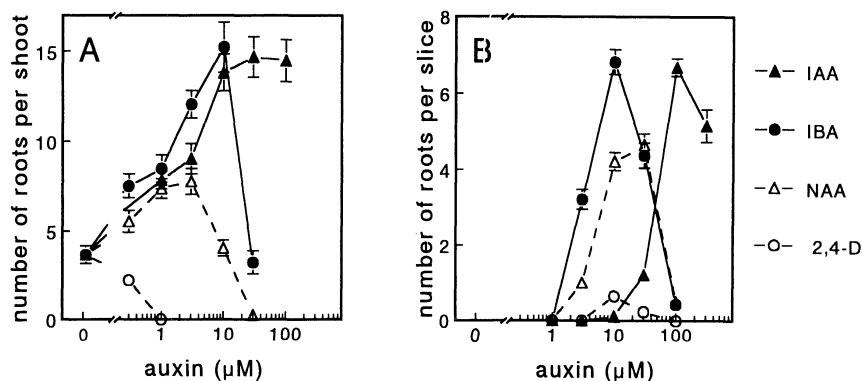 A
number of roots per shoot
15
10
5
0
0 1 10 100
auxin (µM)
B
number of roots per slice
8
6
4
2
0
0 1 10 100
auxin (µM)
IAA
IBA
NAA
2,4-D